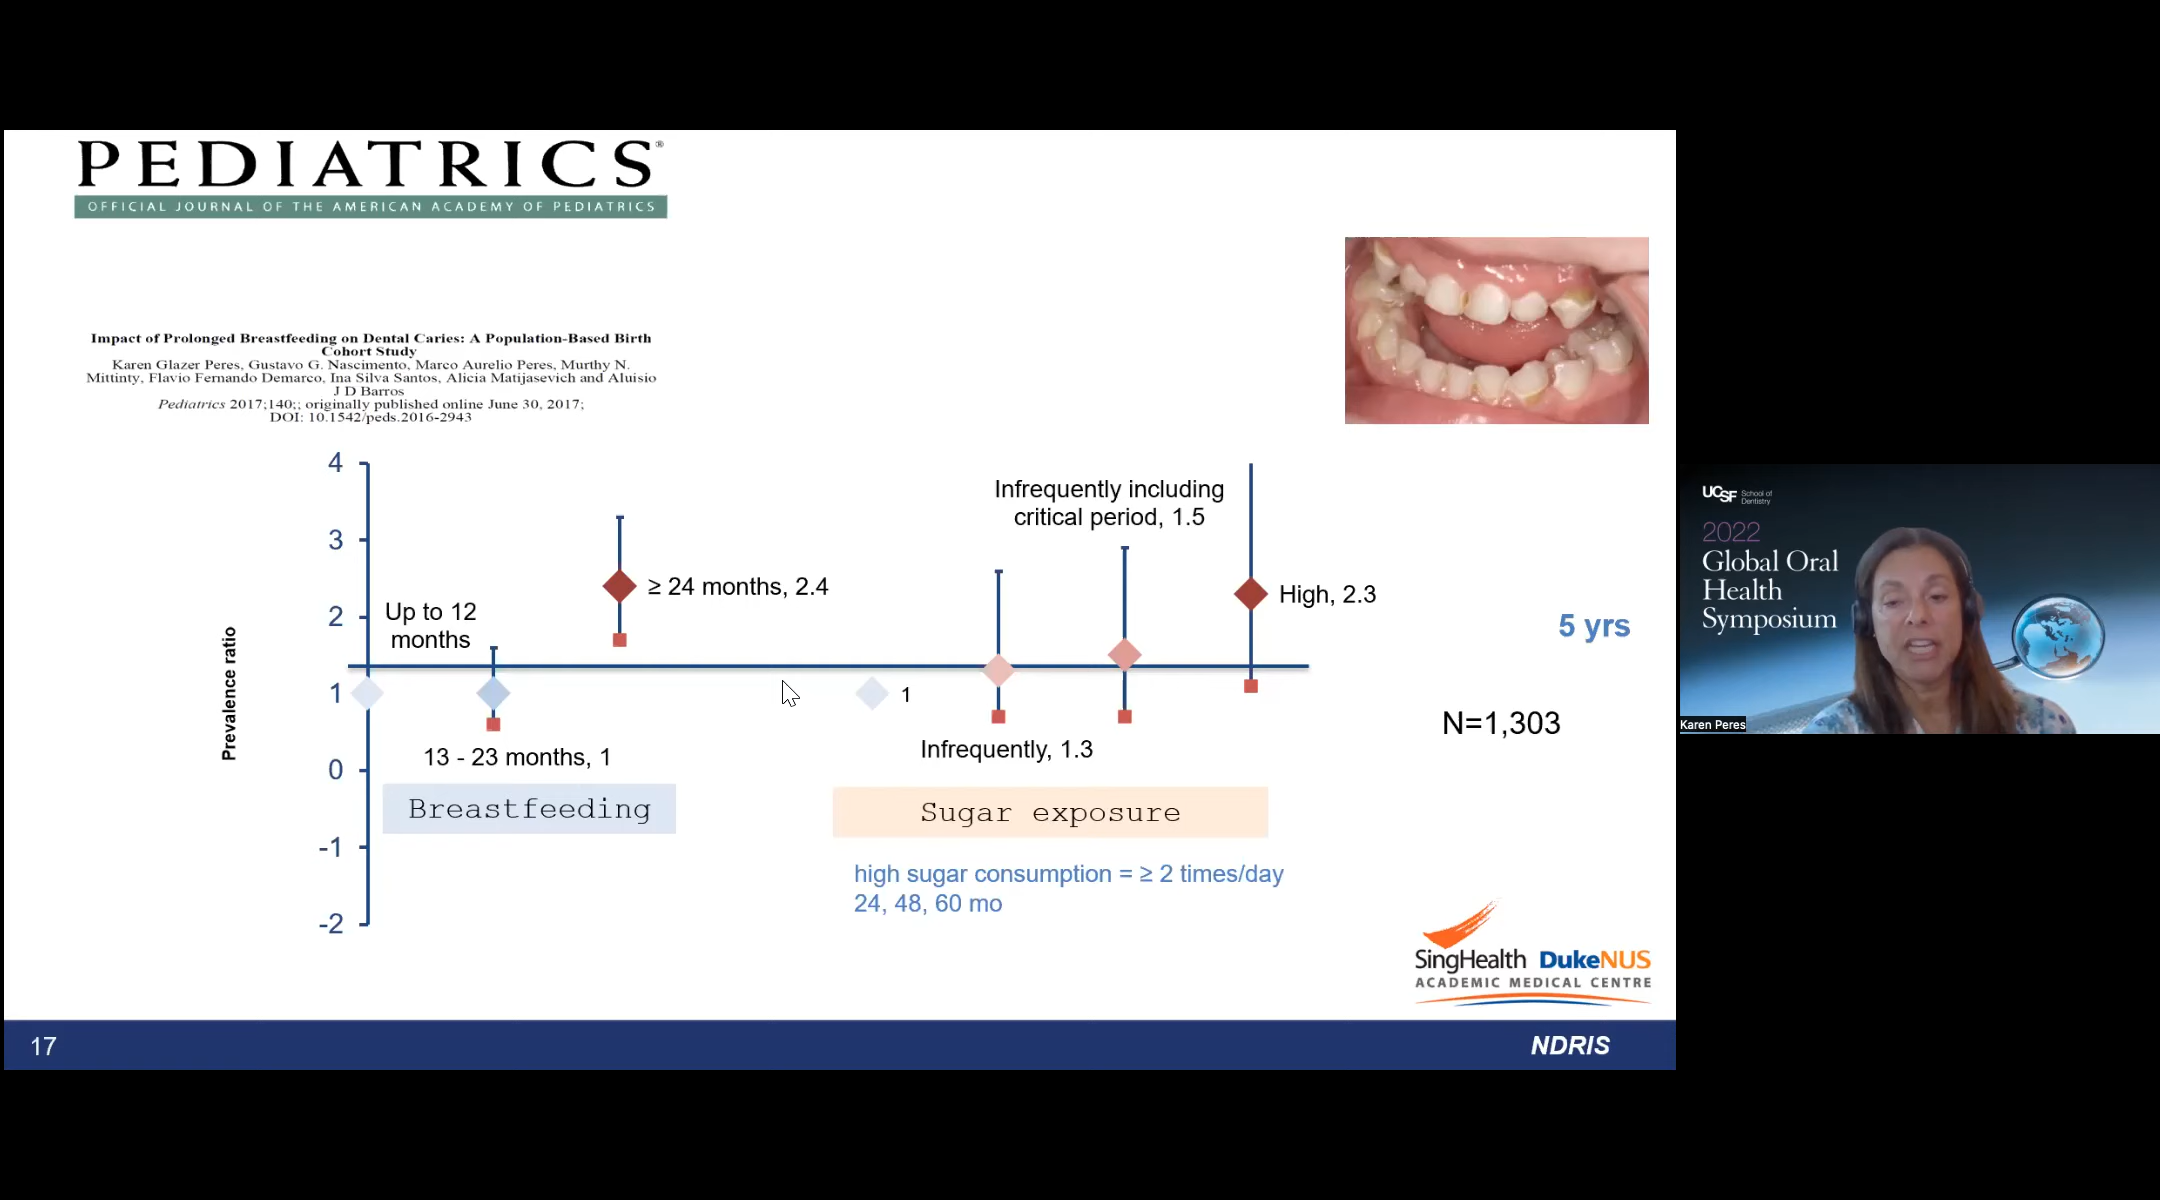 PEDIATRICS®
OFFICIAL JOURNAL OF THE AMERICAN ACADEMY OF PEDIATRICS
Impact of Prolonged Breastfeeding on Dental Caries: A Population-Based Birth
Cohort Study
Karen Glazer Peres, Gustavo G. Nascimento, Marco Aurelio Peres, Murthy N.
Mittinty, Flavio Fernando Demarco, Ina Silva Santos, Alicia Matijasevich and Aluisio
J D Barros
Pediatrics 2017;140;; originally published online June 30, 2017;
DOI: 10.1542/peds.2016-2943
Prevalence ratio
4
3
2
1
0
-1
-2
Up to 12
months
13 - 23 months, 1
≥ 24 months, 2.4
Breastfeeding
1
Infrequently, 1.3
Infrequently including
critical period, 1.5
High, 2.3
Sugar exposure
high sugar consumption = ≥ 2 times/day
24, 48, 60 mo
5 yrs
N=1,303
SingHealth DukeNUS
ACADEMIC MEDICAL CENTRE
17
NDRIS
UCSF School of
Dentistry
2022
Global Oral
Health
Symposium
Karen Peres